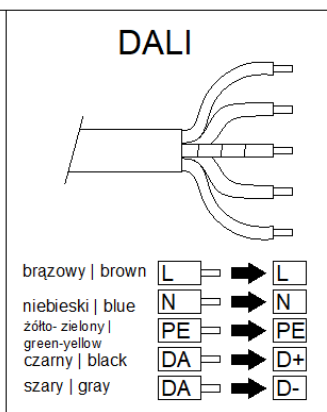 DALI
brązowy | brown L L
niebieski | blue N N
żółto- zielony |
green-yellow PE PE
czarny | black DA D+
szary | gray DA D-